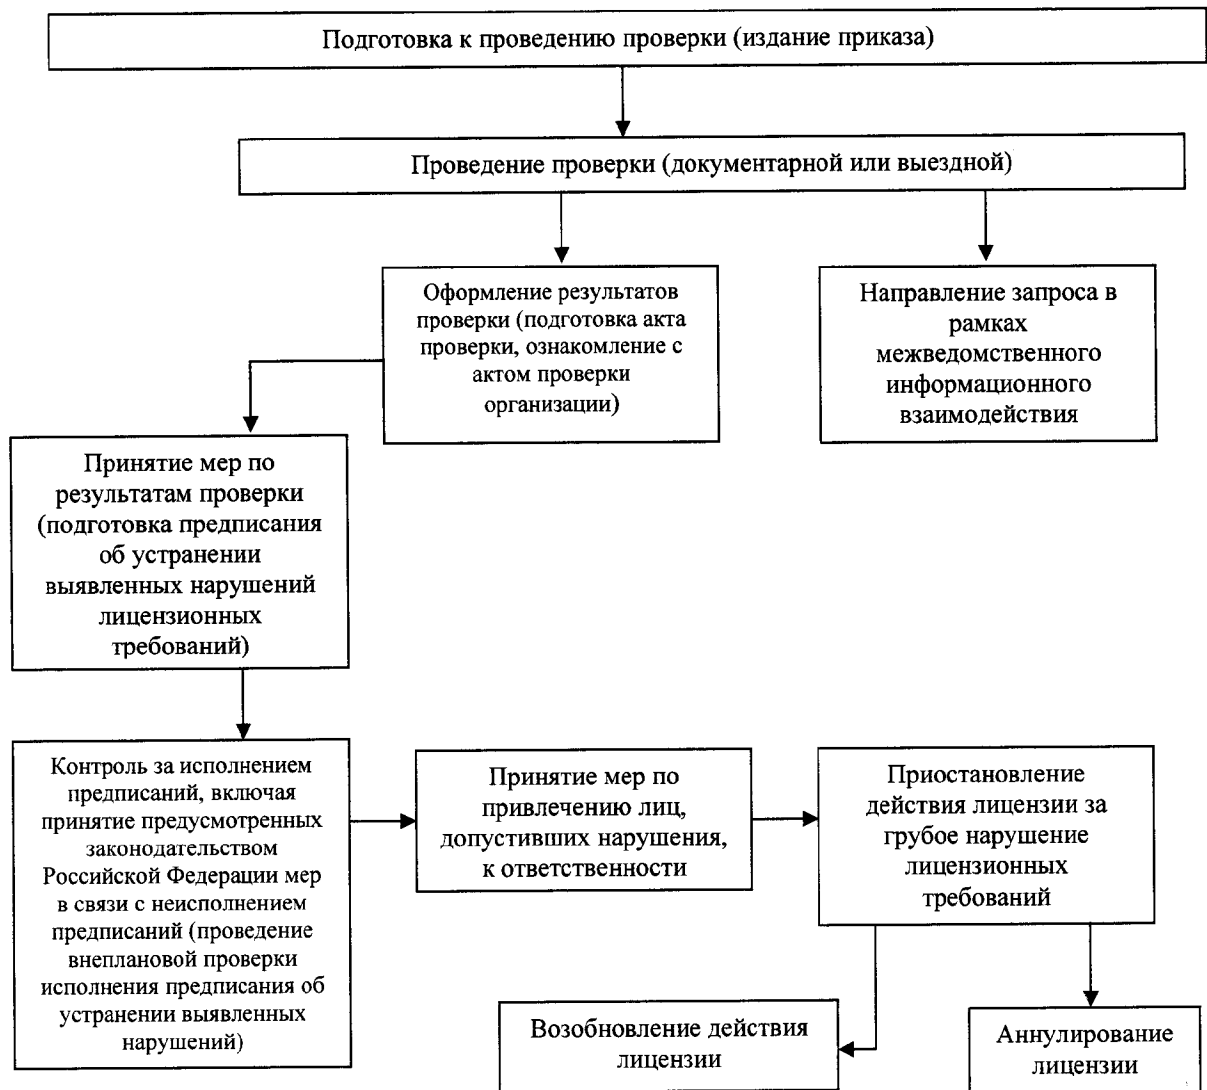 Подготовка к проведению проверки (издание приказа)
Проведение проверки (документарной или выездной)
Оформление результатов
проверки (подготовка акта
проверки, ознакомление с
актом проверки
организации)
Направление запроса в
рамках
межведомственного
информационного
взаимодействия
Принятие мер по
результатам проверки
(подготовка предписания
об устранении
выявленных нарушений
лицензионных
требований)
Контроль за исполнением
предписаний, включая
принятие предусмотренных
законодательством
Российской Федерации мер
в связи с неисполнением
предписаний (проведение
внеплановой проверки
исполнения предписания об
устранении выявленных
нарушений)
Принятие мер по
привлечению лиц,
допустивших нарушения,
к ответственности
Приостановление
действия лицензии за
грубое нарушение
лицензионных
требований
Возобновление действия
лицензии
Аннулирование
лицензии